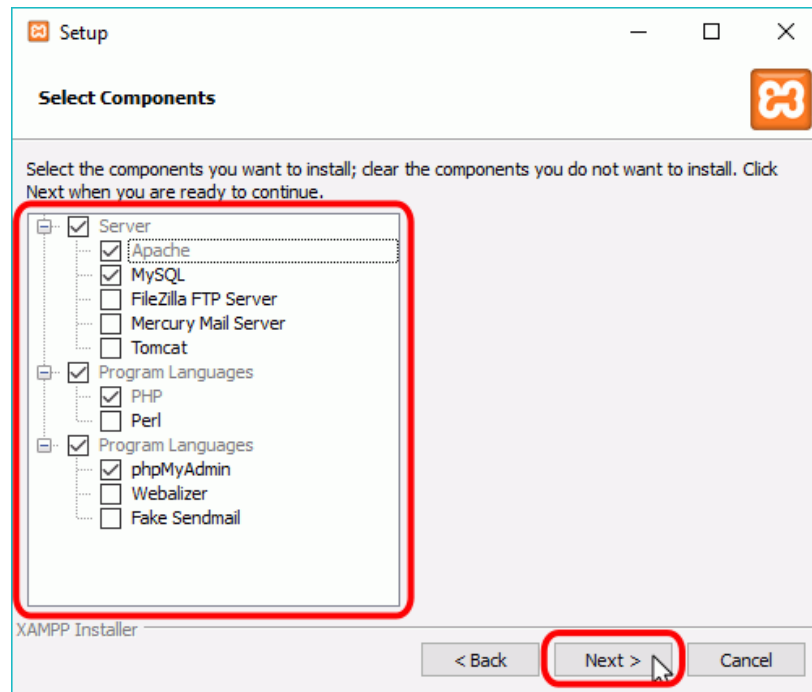 Setup
Select Components
Select the components you want to install; clear the components you do not want to install. Click
Next when you are ready to continue.
Server
Apache
MySQL
FileZilla FTP Server
Mercury Mail Server
Tomcat
Program Languages
PHP
Perl
Program Languages
phpMyAdmin
Webalizer
Fake Sendmail
XAMPP Installer
< Back Next > Cancel